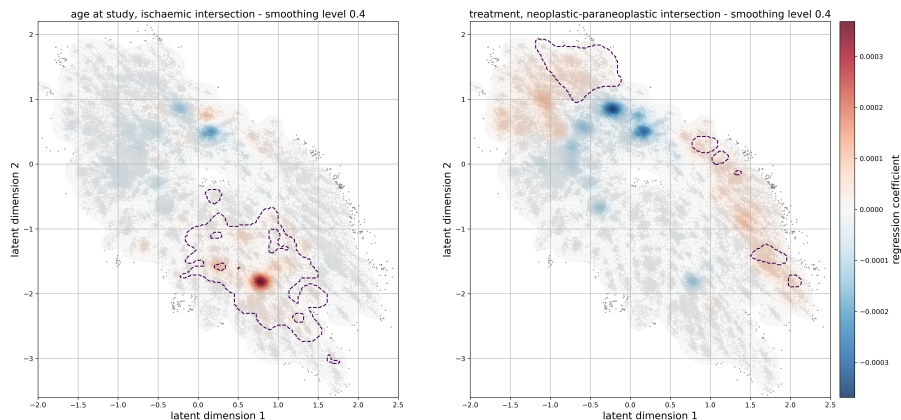 age at study, ischaemic intersection - smoothing level 0.4
2
1
0
−1
−2
−3
latent dimension 2
−2.0 −1.5 −1.0 −0.5 0.0 0.5 1.0 1.5 2.0 2.5
latent dimension 1
treatment, neoplastic-paraneoplastic intersection - smoothing level 0.4
2
1
0
−1
−2
−3
latent dimension 2
−2.0 −1.5 −1.0 −0.5 0.0 0.5 1.0 1.5 2.0 2.5
latent dimension 1
0.0003
0.0002
0.0001
0.0000
−0.0001
−0.0002
−0.0003
regression coefficient